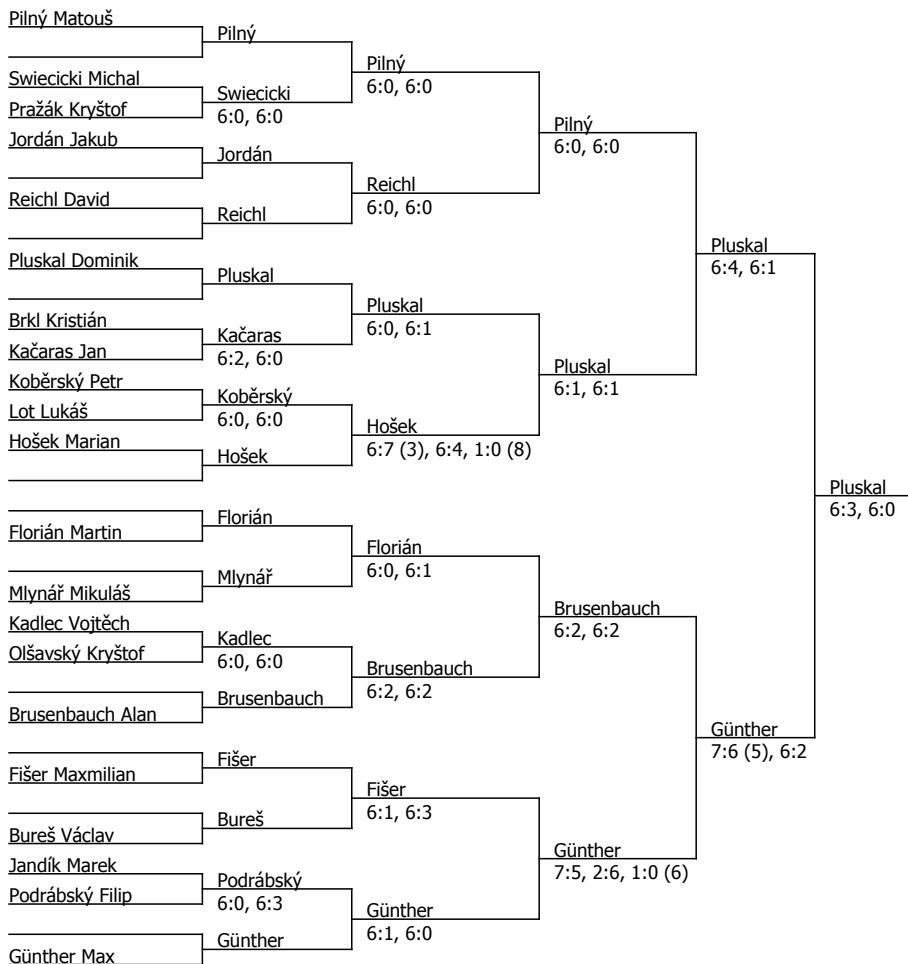 Pilný Matouš
Swiecicki Michal
Pražák Kryštof
Jordán Jakub
Reichl David
Pluskal Dominik
Brkl Kristián
Kačaras Jan
Koběrský Petr
Lot Lukáš
Hošek Marian
Florián Martin
Mlynář Mikuláš
Kadlec Vojtěch
Olšavský Kryštof
Brusenbauch Alan
Fišer Maxmilian
Bureš Václav
Jandík Marek
Podrábský Filip
Günther Max
Pilný
Swiecicki
6:0, 6:0
Jordán
Reichl
Pluskal
Kačaras
6:2, 6:0
Koběrský
6:0, 6:0
Hošek
Florián
Mlynář
Kadlec
6:0, 6:0
Brusenbauch
Fišer
Bureš
Podrábský
6:0, 6:3
Günther
Pilný
6:0, 6:0
Reichl
6:0, 6:0
Pluskal
6:0, 6:1
Hošek
6:7 (3), 6:4, 1:0 (8)
Florián
6:0, 6:1
Brusenbauch
6:2, 6:2
Fišer
6:1, 6:3
Günther
6:1, 6:0
Pilný
6:0, 6:0
Pluskal
6:1, 6:1
Brusenbauch
6:2, 6:2
Günther
7:5, 2:6, 1:0 (6)
Pluskal
6:4, 6:1
Günther
7:6 (5), 6:2
Pluskal
6:3, 6:0